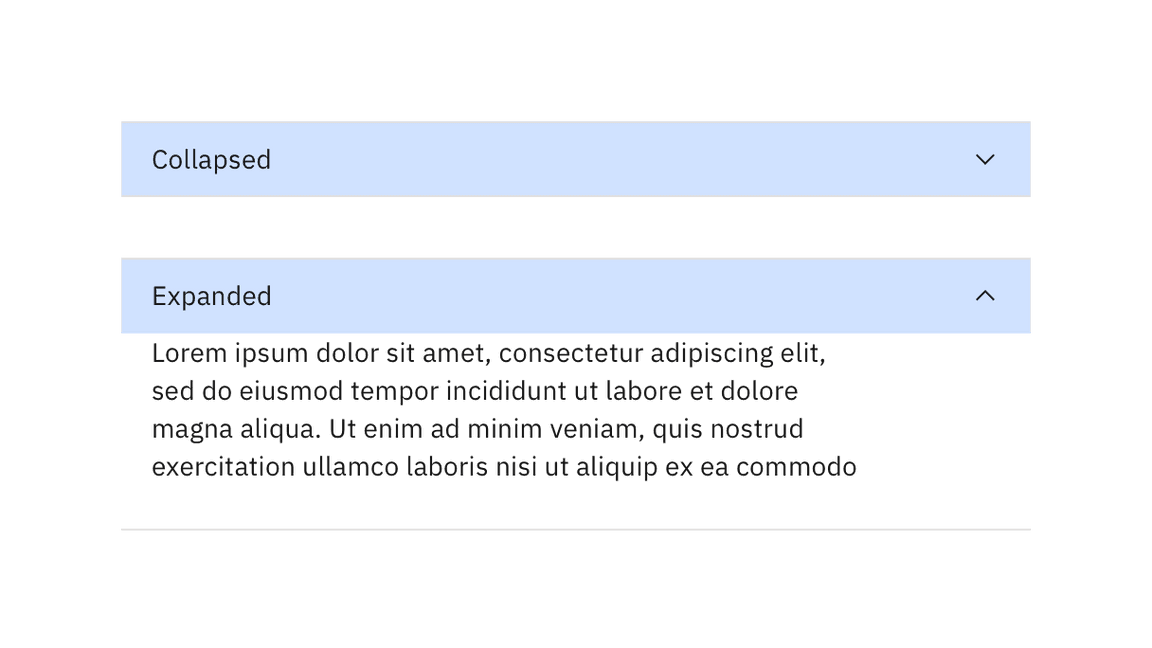 Collapsed
Expanded
Lorem ipsum dolor sit amet, consectetur adipiscing elit,
sed do eiusmod tempor incididunt ut labore et dolore
magna aliqua. Ut enim ad minim veniam, quis nostrud
exercitation ullamco laboris nisi ut aliquip ex ea commodo